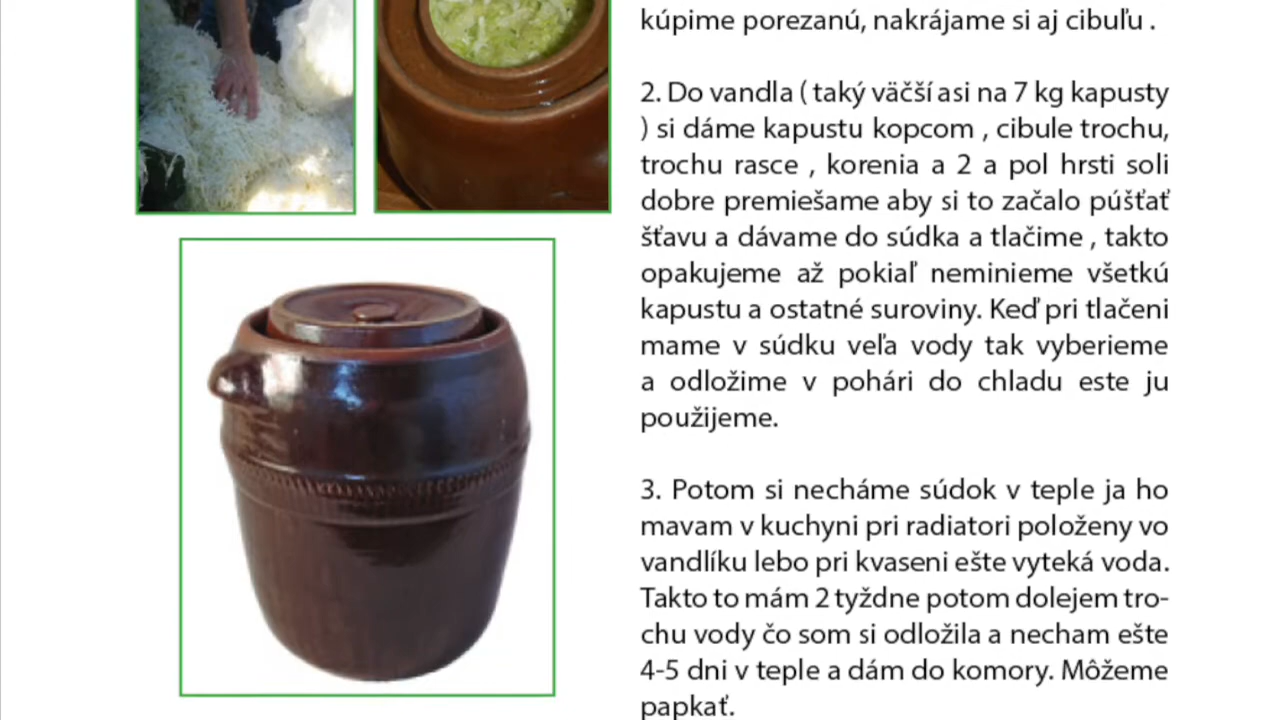 kúpime porezanú, nakrájame si aj cibuľu .
2. Do vandla ( taký väčší asi na 7 kg kapusty
) si dáme kapustu kopcom , cibule trochu,
trochu rasce , korenia a 2 a pol hrsti soli
dobre premiešame aby si to začalo púšťať
šťavu a dávame do súdka a tlačime , takto
opakujeme až pokiaľ neminieme všetkú
kapustu a ostatné suroviny. Keď pri tlačeni
mame v súdku veľa vody tak vyberieme
a odložime v pohári do chladu este ju
použijeme.
3. Potom si necháme súdok v teple ja ho
mavam v kuchyni pri radiatori položeny vo
vandlíku lebo pri kvaseni ešte vyteká voda.
Takto to mám 2 tyždne potom dolejem tro-
chu vody čo som si odložila a necham ešte
4-5 dni v teple a dám do komory. Môžeme
papkať.